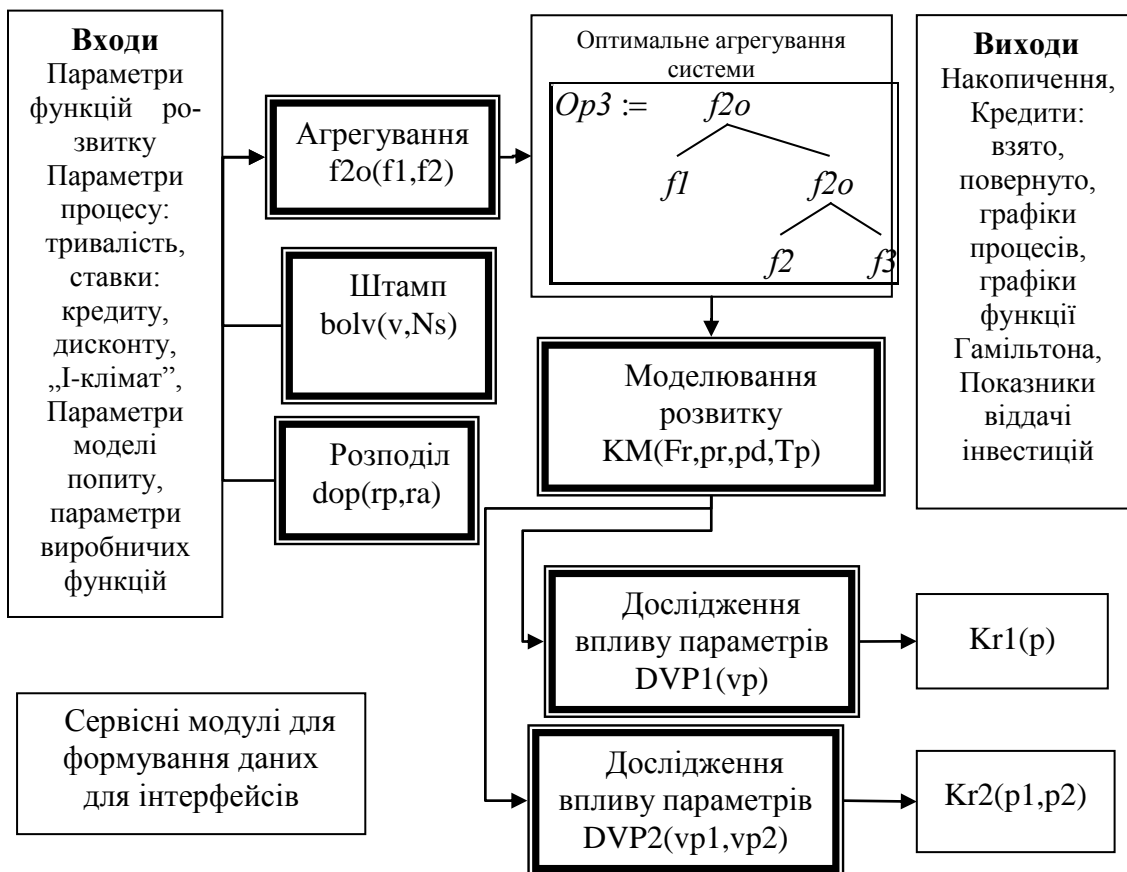 Входи
Параметри
функцій ро-
звитку
Параметри
процесу:
тривалість,
ставки:
кредиту,
дисконту,
„І-клімат”,
Параметри
моделі
попиту,
параметри
виробничих
функцій
Агрегування
f2o(f1,f2)
Штамп
bolv(v,Ns)
Розподіл
dop(rp,ra)
Оптимальне агрегування
системи
Op3 := f2o
f1 f2o
f2 f3
Моделювання
розвитку
KM(Fr,pr,pd,Tp)
Виходи
Накопичення,
Кредити:
взято,
повернуто,
графіки
процесів,
графіки
функції
Гамільтона,
Показники
віддачі
інвестицій
Дослідження
впливу параметрів
DVP1(vp)
Kr1(p)
Сервісні модулі для
формування даних
для інтерфейсів
Дослідження
впливу параметрів
DVP2(vp1,vp2)
Kr2(p1,p2)